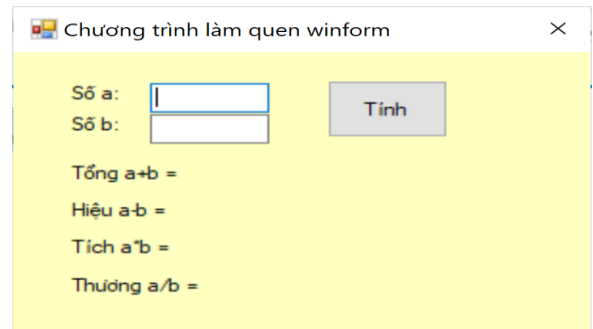 Chương trình làm quen winform
Số a:
Tính
Số b:
Tổng a+b =
Hiệu a-b =
Tích a*b =
Thương a/b =